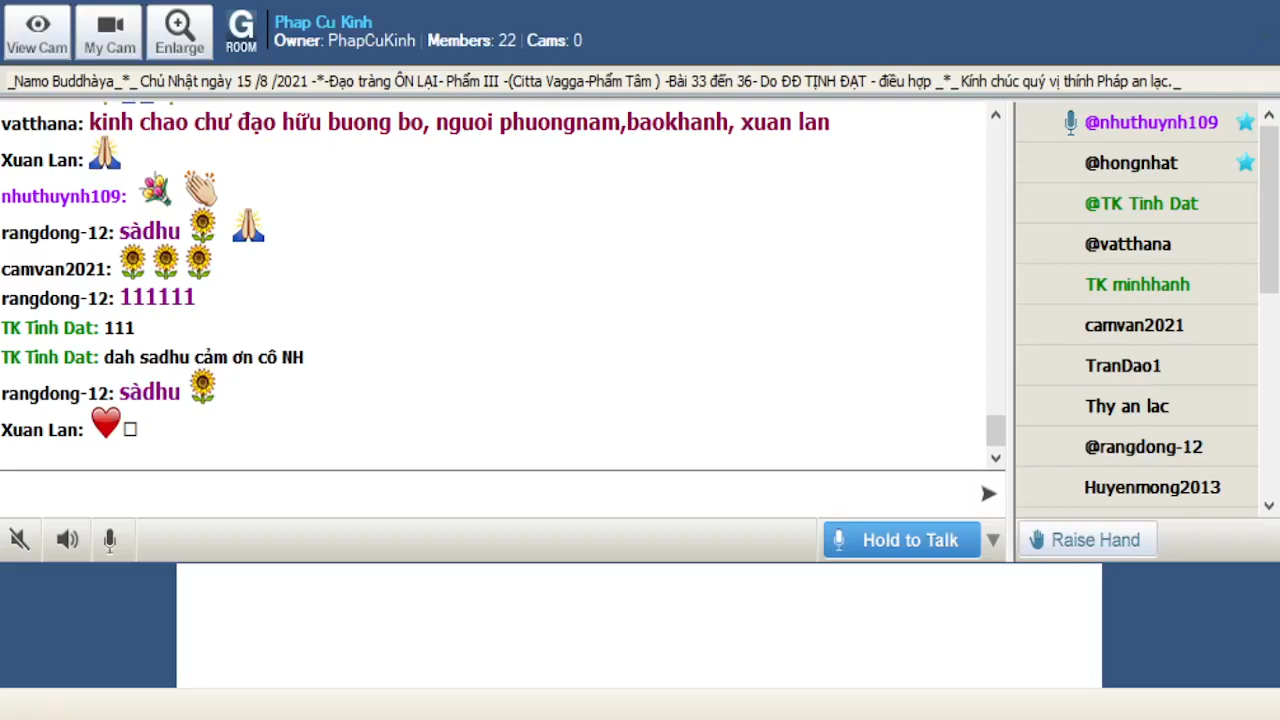 View Cam
My Cam
Enlarge
G
ROOM
Phap Cu Kinh
Owner: PhapCuKinh | Members: 22 | Cams: 0
_Namo Buddhàya_*_ Chủ Nhật ngày 15 /8 /2021 -*-Đạo tràng ÔN LẠI- Phẩm III -(Citta Vagga-Phẩm Tâm ) -Bài 33 đến 36- Do ĐĐ TỊNH ĐẠT - điều hợp _*_ Kính chúc quý vị thính Pháp an lạc._
vatthana: kinh chao chư đạo hữu buong bo, nguoi phuongnam,baokhanh, xuan lan
Xuan Lan:
nhuthuynh109:
rangdong-12: sàdhu
camvan2021:
rangdong-12: 111111
TK Tinh Dat: 111
TK Tinh Dat: dah sadhu cảm ơn cô NH
rangdong-12: sàdhu
Xuan Lan:
@nhuthuynh109
@hongnhat
@TK Tinh Dat
@vatthana
TK minhhanh
camvan2021
TranDao1
Thy an lac
@rangdong-12
Huyenmong2013
Hold to Talk
Raise Hand